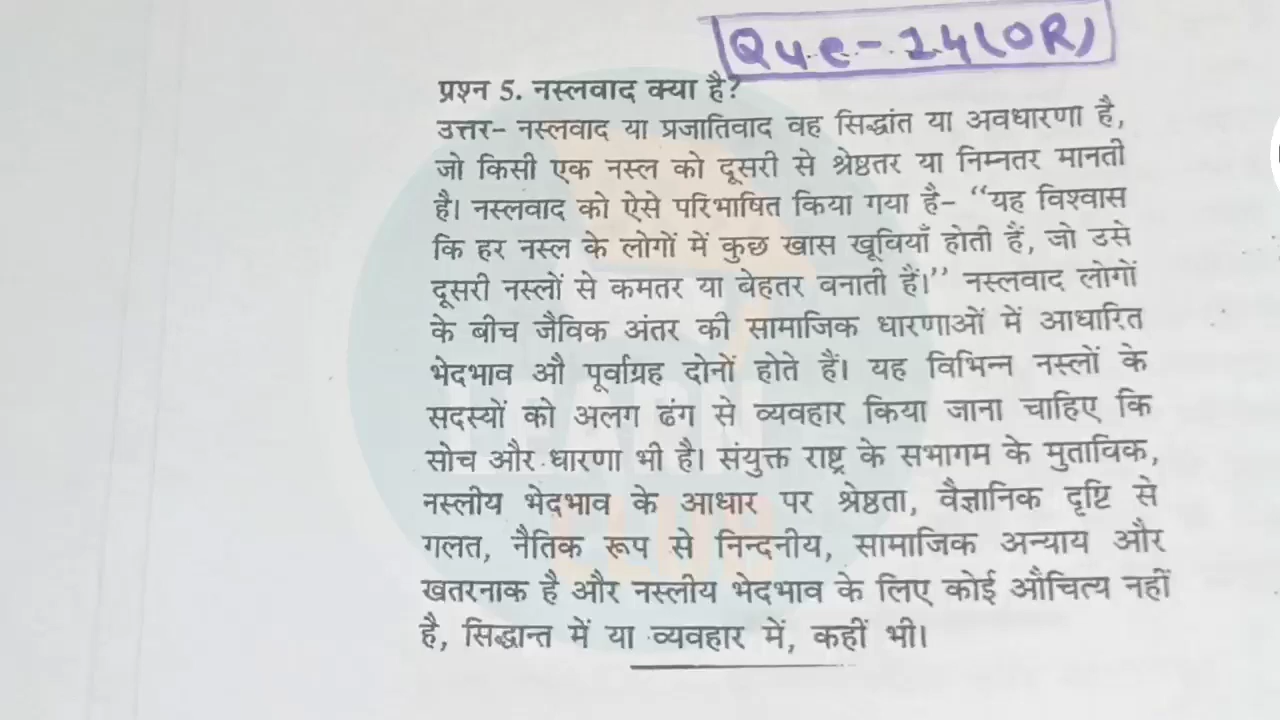 Que-24(OR)
प्रश्न 5. नस्लवाद क्या है?
उत्तर- नस्लवाद या प्रजातिवाद वह सिद्धांत या अवधारणा है,
जो किसी एक नस्ल को दूसरी से श्रेष्ठतर या निम्नतर मानती
है। नस्लवाद को ऐसे परिभाषित किया गया है- “यह विश्वास
कि हर नस्ल के लोगों में कुछ खास खूवियाँ होती हैं, जो उसे
दूसरी नस्लों से कमतर या बेहतर वनाती हैं।” नस्लवाद लोगों
के बीच जैविक अंतर की सामाजिक धारणाओं में आधारित
भेदभाव औ पूर्वाग्रह दोनों होते हैं। यह विभिन्न नस्लों के
सदस्यों को अलग ढंग से व्यवहार किया जाना चाहिए कि
सोच और धारणा भी है। संयुक्त राष्ट्र के सभागम के मुताविक,
नस्लीय भेदभाव के आधार पर श्रेष्ठता, वैज्ञानिक दृष्टि से
गलत, नैतिक रूप से निन्दनीय, सामाजिक अन्याय और
खतरनाक है और नस्लीय भेदभाव के लिए कोई औचित्य नहीं
है, सिद्धान्त में या व्यवहार में, कहीं भी।
LEARN
CLUB